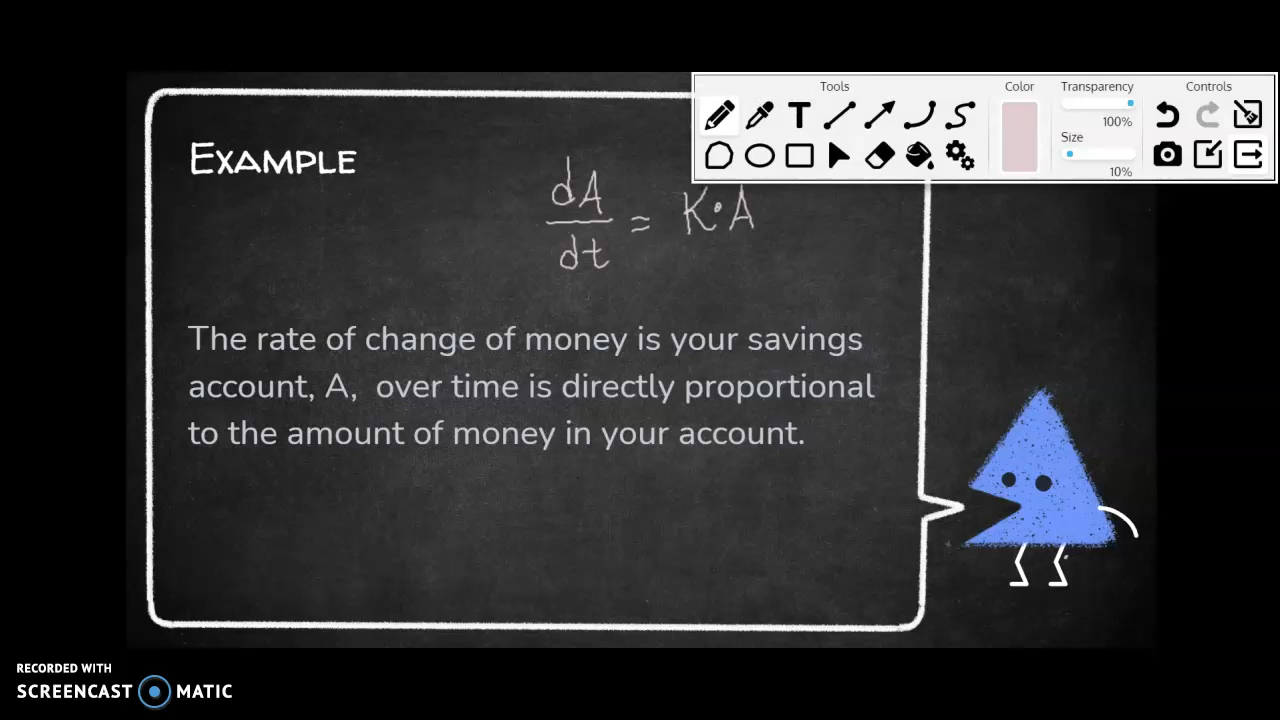 Tools
Color
Transparency
Controls
100%
Size
10%
EXAMPLE
dA
dt
= K·A
The rate of change of money is your savings
account, A, over time is directly proportional
to the amount of money in your account.
RECORDED WITH
SCREENCAST MATIC